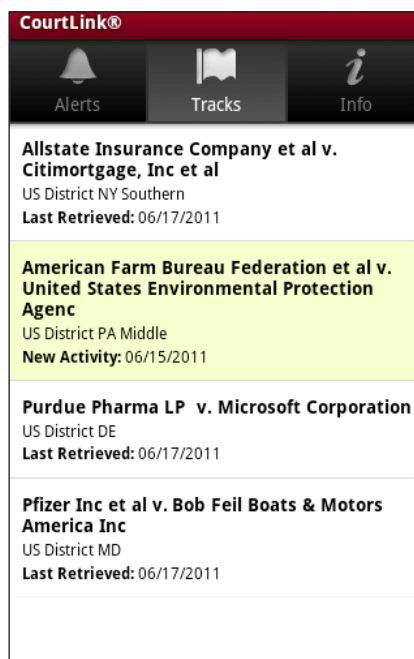 CourtLink®
Alerts
Tracks
Info
Allstate Insurance Company et al v.
Citimortgage, Inc et al
US District NY Southern
Last Retrieved: 06/17/2011
American Farm Bureau Federation et al v.
United States Environmental Protection
Agenc
US District PA Middle
New Activity: 06/15/2011
Purdue Pharma LP  v. Microsoft Corporation
US District DE
Last Retrieved: 06/17/2011
Pfizer Inc et al v. Bob Feil Boats & Motors
America Inc
US District MD
Last Retrieved: 06/17/2011